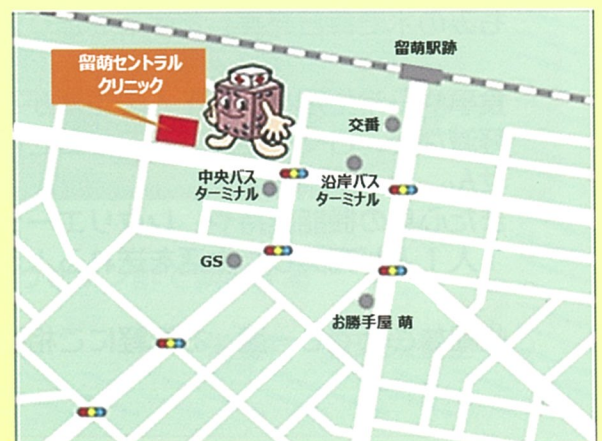 留萌駅跡
留萌セントラル
クリニック
交番
中央バス
ターミナル
沿岸バス
ターミナル
GS
お勝手屋 萌